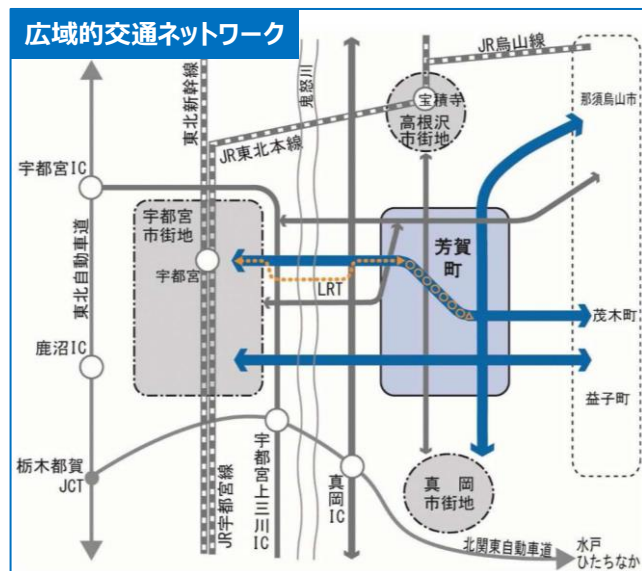 広域的交通ネットワーク
JR烏山線
東北新幹線
鬼怒川
宝積寺
高根沢
市街地
那須烏山市
JR東北本線
宇都宮IC
宇都宮
市街地
芳賀
町
宇都宮
LRT
東北自動車道
茂木町
鹿沼IC
益子町
栃木都賀
JCT
JR宇都宮線
宇都宮上三川IC
真岡IC
真岡
市街地
北関東自動車道
水戸
ひたちなか